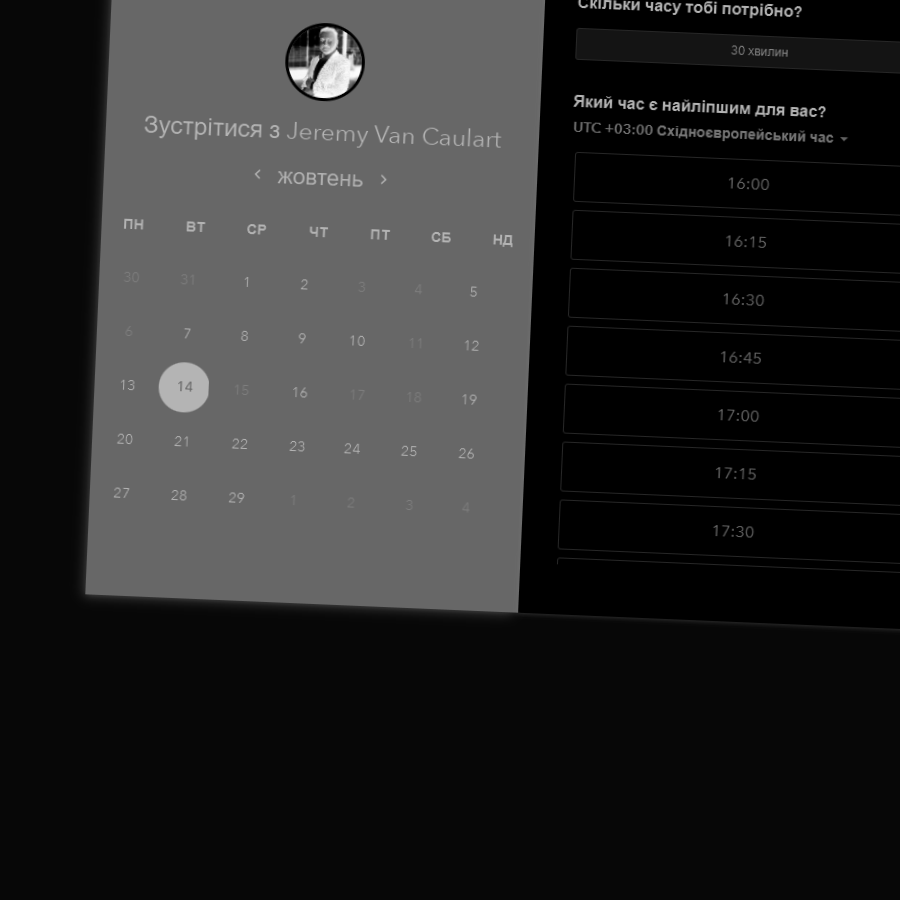 Зустрітися з Jeremy Van Caulart
жовтень
ПН ВТ СР ЧТ ПТ СБ НД
30 31 1 2 3 4 5
6 7 8 9 10 11 12
13 14 15 16 17 18 19
20 21 22 23 24 25 26
27 28 29 1 2 3 4
Скільки часу тобі потрібно?
30 хвилин
Який час є найліпшим для вас?
UTC +03:00 Східноєвропейський час
16:00
16:15
16:30
16:45
17:00
17:15
17:30